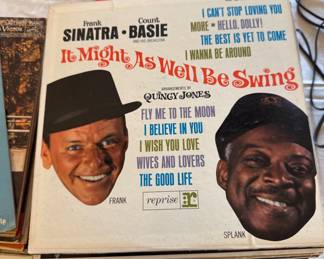 Frank
SINATRA •
Count
BASIE
AND HIS ORCHESTRA
It Might As Well Be Swing
I CAN'T STOP LOVING YOU
MORE • HELLO, DOLLY!
THE BEST IS YET TO COME
I WANNA BE AROUND
ARRANGEMENTS BY
QUINCY JONES
FLY ME TO THE MOON
I BELIEVE IN YOU
I WISH YOU LOVE
WIVES AND LOVERS
THE GOOD LIFE
FRANK
reprise
SPLANK